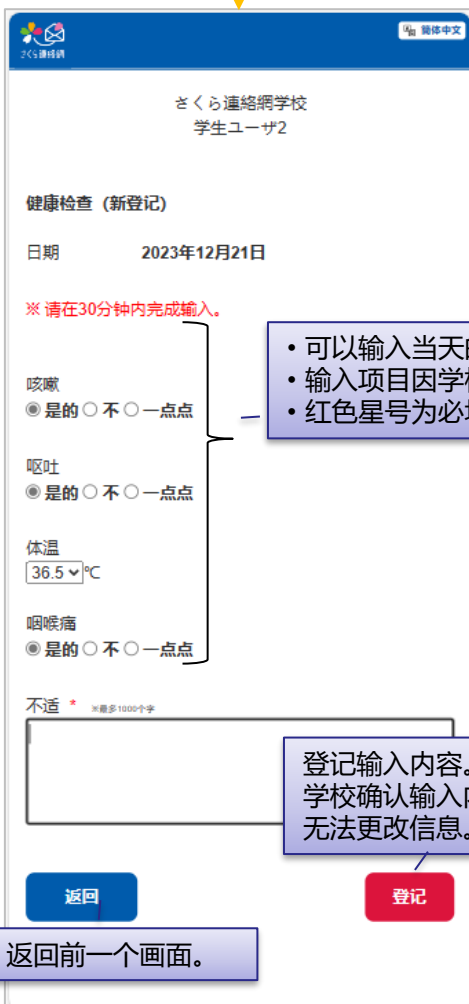 さくら連絡網
简体中文
さくら連絡網学校
学生ユーザ2
健康检查（新登记）
日期 2023年12月21日
※ 请在30分钟内完成输入。
・可以输入当天
・输入项目因学
・红色星号为必
咳嗽
是的 不 一点点
呕吐
是的 不 一点点
体温
36.5 ℃
咽喉痛
是的 不 一点点
不适 * ※最多1000个字
登记输入内容。
学校确认输入
无法更改信息。
返回 登记
返回前一个画面。